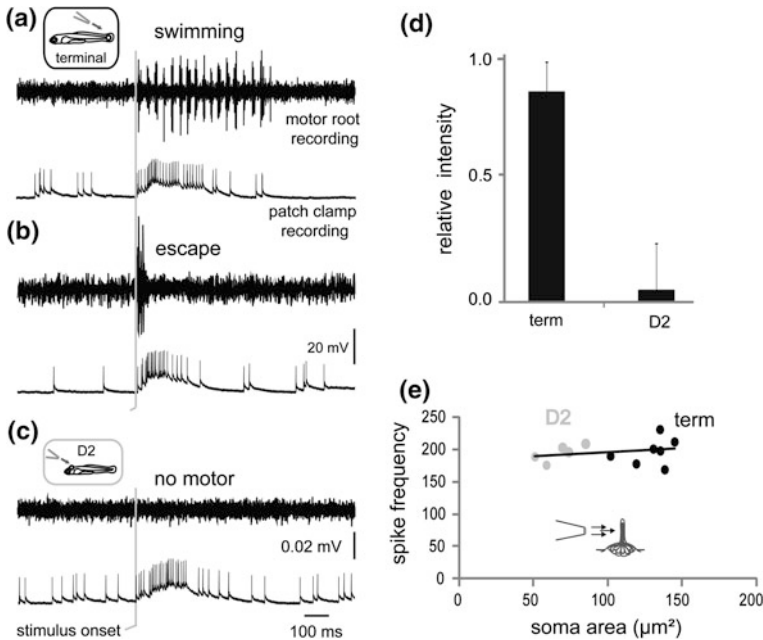 (a)
terminal
swimming
motor root
recording
patch clamp
recording
(b)
escape
20 mV
(c)
D2
no motor
0.02 mV
stimulus onset
100 ms
(d)
relative intensity
1.0
0.5
0.0
term
D2
(e)
spike frequency
250
200
150
100
50
0
D2
term
0
50
100
150
200
soma area (µm²)